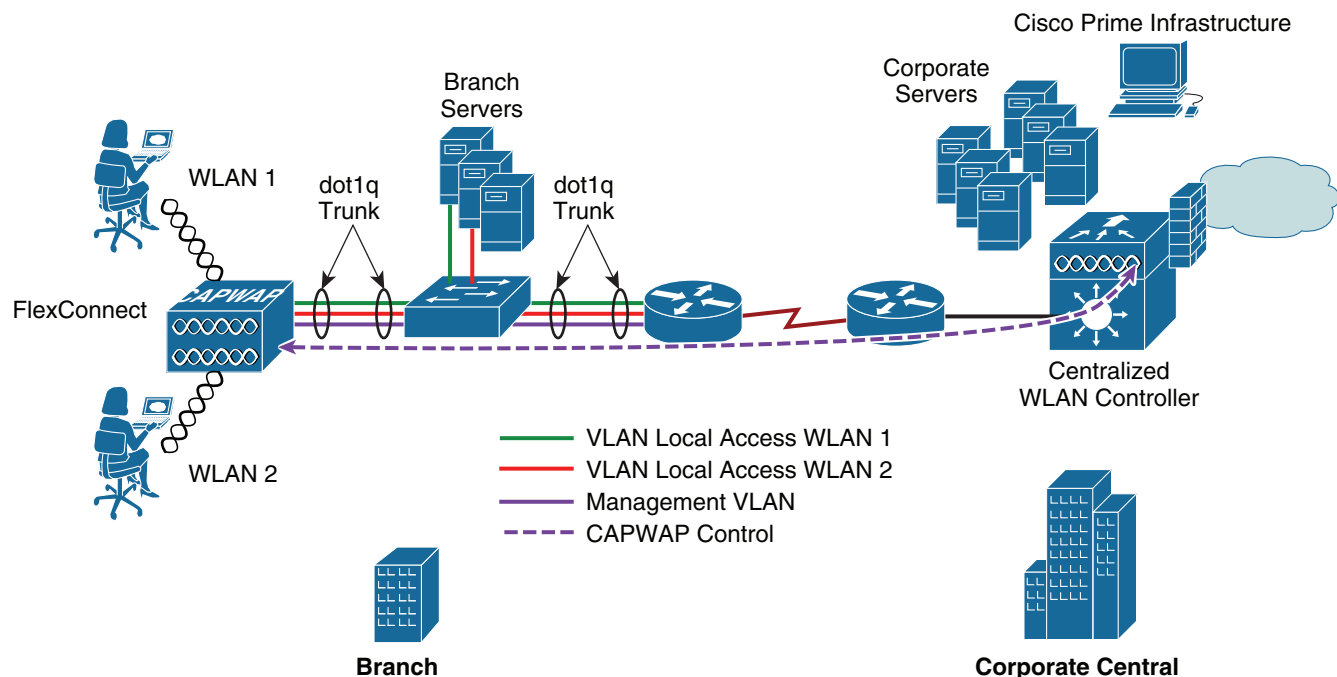 Cisco Prime Infrastructure
Corporate
Servers
Branch
Servers
WLAN 1
dot1q
Trunk
dot1q
Trunk
CAPWAP
FlexConnect
Centralized
WLAN Controller
WLAN 2
VLAN Local Access WLAN 1
VLAN Local Access WLAN 2
Management VLAN
CAPWAP Control
Branch
Corporate Central